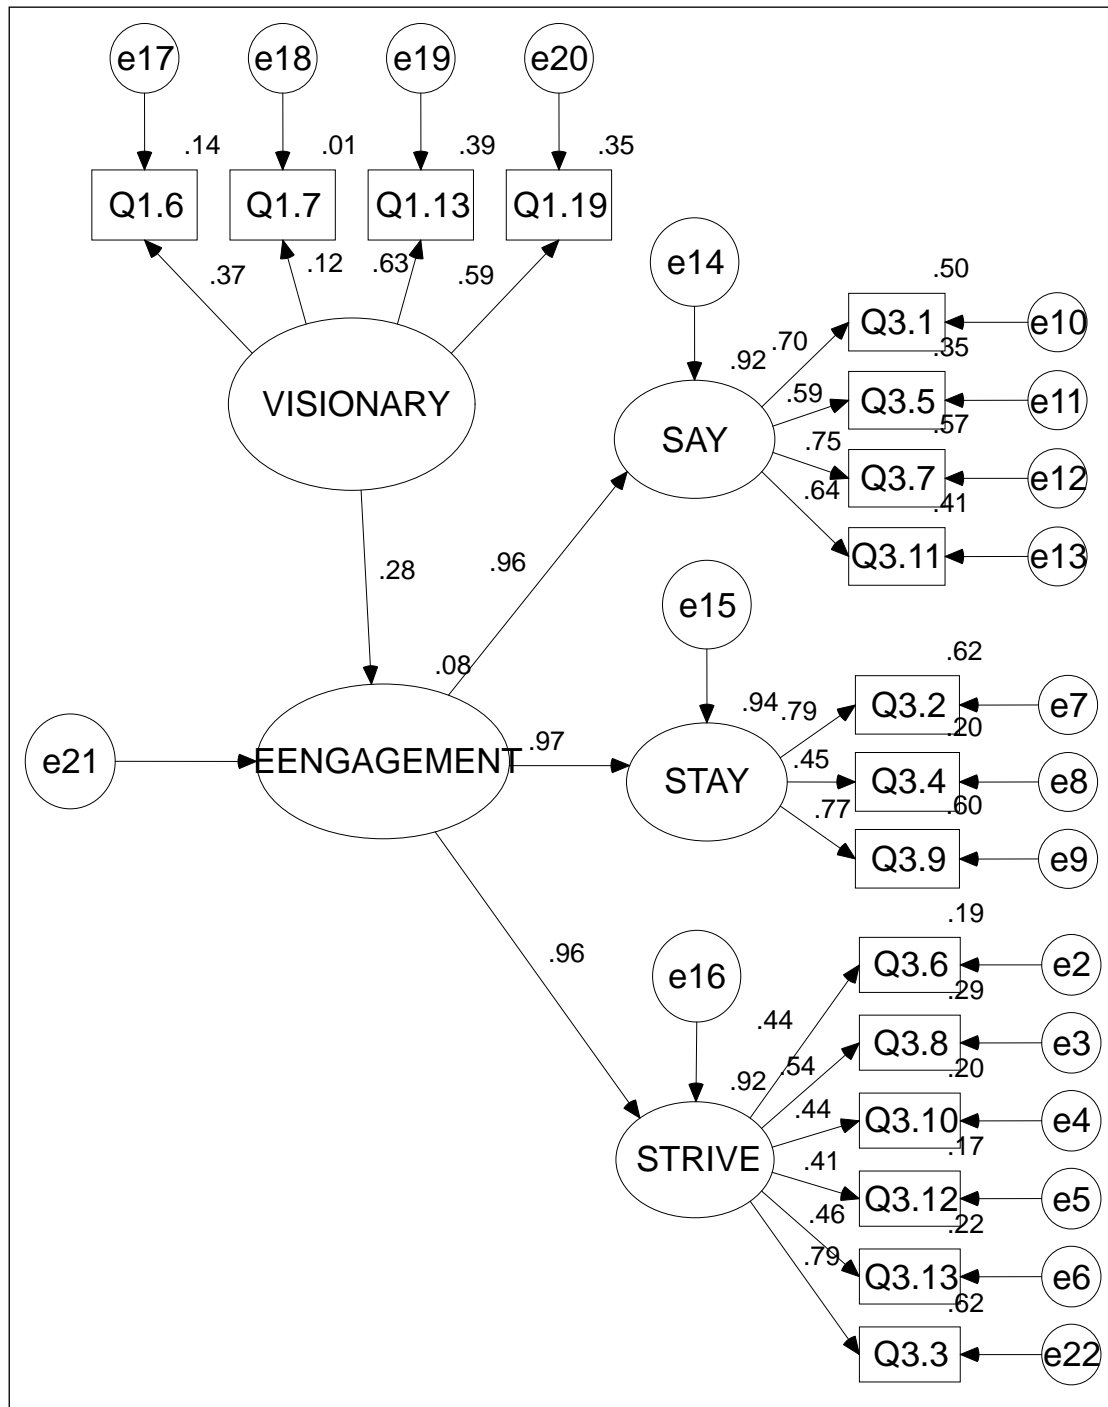 e17 e18 e19 e20
.14 .01 .39 .35
Q1.6 Q1.7 Q1.13 Q1.19
.37 .12 .63 .59
VISIONARY
.28
e14
.50
Q3.1 e10
.92 .70
.35
.59
Q3.5 e11
.57
SAY
.75
Q3.7 e12
.64
.41
Q3.11 e13
.96
e15
.08
.62
Q3.2 e7
.94 .79
.20
e21
EENGAGEMENT
.97
STAY
.45
Q3.4 e8
.60
.77
Q3.9 e9
.19
.96
e16
Q3.6 e2
.29
.44
Q3.8 e3
.54
.20
.92
.44
Q3.10 e4
.17
STRIVE
.41
Q3.12 e5
.22
.46
Q3.13 e6
.79
.62
Q3.3 e22